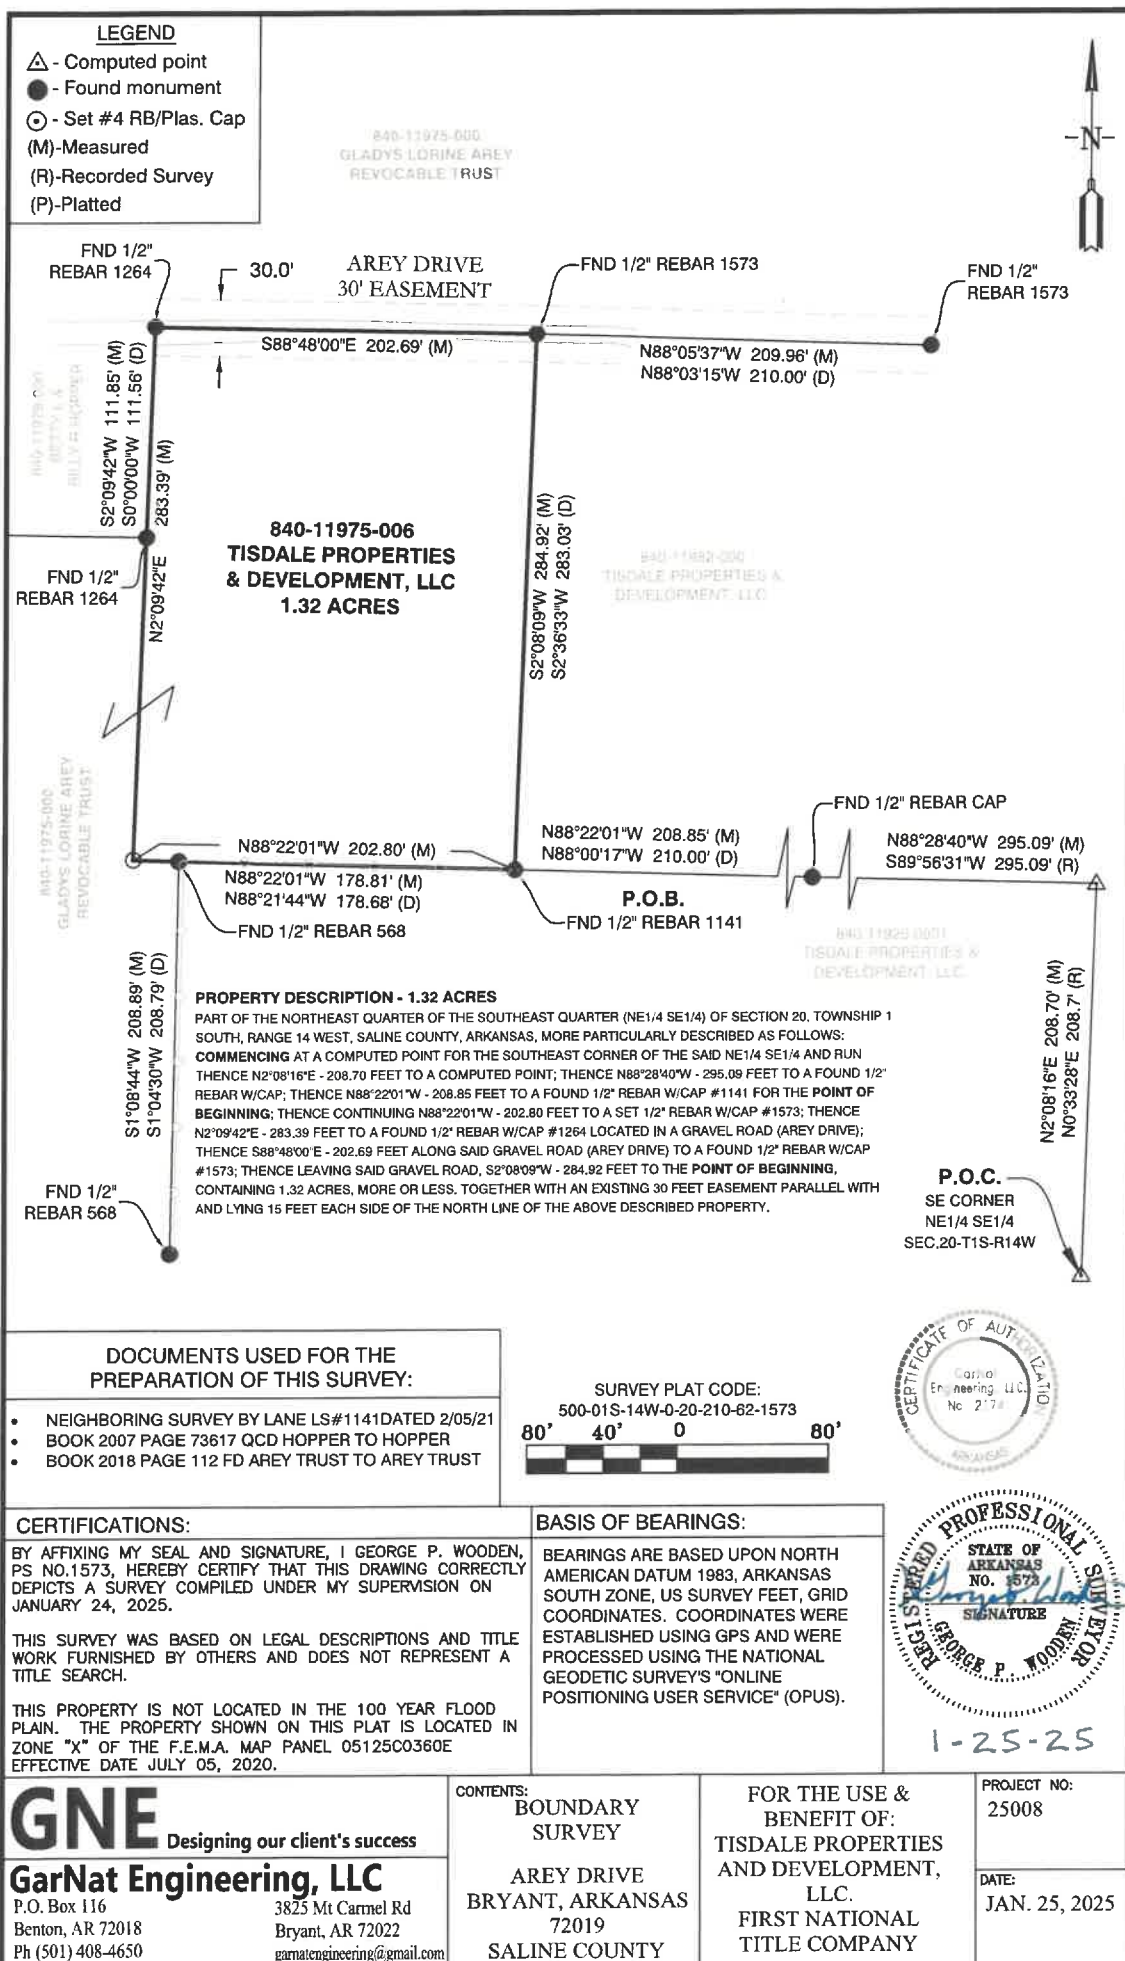 LEGEND
- Computed point
- Found monument
- Set #4 RB/Plas. Cap
(M)-Measured
(R)-Recorded Survey
(P)-Platted
840-11975-000
GLADYS LORINE AREY
REVOCABLE TRUST
-N-
FND 1/2"
REBAR 1264
30.0'
AREY DRIVE
30' EASEMENT
FND 1/2" REBAR 1573
FND 1/2"
REBAR 1573
S88°48'00"E 202.69' (M)
N88°05'37"W 209.96' (M)
N88°03'15"W 210.00' (D)
S2°09'42"W 111.85' (M)
S0°00'00"W 111.56' (D)
283.39' (M)
N2°09'42"E
BILLY R HOPPER
FND 1/2"
REBAR 1264
840-11975-006
TISDALE PROPERTIES
& DEVELOPMENT, LLC
1.32 ACRES
S2°08'09"W 284.92' (M)
S2°36'33"W 283.03' (D)
TISDALE PROPERTIES &
DEVELOPMENT, LLC
840-11975-000
GLADYS LORINE AREY
REVOCABLE TRUST
FND 1/2" REBAR CAP
N88°22'01"W 202.80' (M)
N88°22'01"W 208.85' (M)
N88°00'17"W 210.00' (D)
N88°28'40"W 295.09' (M)
S89°56'31"W 295.09' (R)
N88°22'01"W 178.81' (M)
N88°21'44"W 178.68' (D)
P.O.B.
FND 1/2" REBAR 1141
FND 1/2" REBAR 568
TISDALE PROPERTIES &
DEVELOPMENT, LLC
S1°08'44"W 208.89' (M)
S1°04'30"W 208.79' (D)
N2°08'16"E 208.70' (M)
N0°33'28"E 208.7' (R)
PROPERTY DESCRIPTION - 1.32 ACRES
PART OF THE NORTHEAST QUARTER OF THE SOUTHEAST QUARTER (NE1/4 SE1/4) OF SECTION 20, TOWNSHIP 1
SOUTH, RANGE 14 WEST, SALINE COUNTY, ARKANSAS, MORE PARTICULARLY DESCRIBED AS FOLLOWS:
COMMENCING AT A COMPUTED POINT FOR THE SOUTHEAST CORNER OF THE SAID NE1/4 SE1/4 AND RUN
THENCE N2°08'16"E - 208.70 FEET TO A COMPUTED POINT; THENCE N88°28'40"W - 295.09 FEET TO A FOUND 1/2"
REBAR W/CAP; THENCE N88°22'01"W - 208.85 FEET TO A FOUND 1/2" REBAR W/CAP #1141 FOR THE POINT OF
BEGINNING; THENCE CONTINUING N88°22'01"W - 202.80 FEET TO A SET 1/2" REBAR W/CAP #1573; THENCE
N2°09'42"E - 283.39 FEET TO A FOUND 1/2" REBAR W/CAP #1264 LOCATED IN A GRAVEL ROAD (AREY DRIVE);
THENCE S88°48'00"E - 202.69 FEET ALONG SAID GRAVEL ROAD (AREY DRIVE) TO A FOUND 1/2" REBAR W/CAP
#1573; THENCE LEAVING SAID GRAVEL ROAD, S2°08'09"W - 284.92 FEET TO THE POINT OF BEGINNING,
CONTAINING 1.32 ACRES, MORE OR LESS. TOGETHER WITH AN EXISTING 30 FEET EASEMENT PARALLEL WITH
AND LYING 15 FEET EACH SIDE OF THE NORTH LINE OF THE ABOVE DESCRIBED PROPERTY.
FND 1/2"
REBAR 568
P.O.C.
SE CORNER
NE1/4 SE1/4
SEC.20-T1S-R14W
DOCUMENTS USED FOR THE
PREPARATION OF THIS SURVEY:
• NEIGHBORING SURVEY BY LANE LS#1141DATED 2/05/21
• BOOK 2007 PAGE 73617 QCD HOPPER TO HOPPER
• BOOK 2018 PAGE 112 FD AREY TRUST TO AREY TRUST
SURVEY PLAT CODE:
500-01S-14W-0-20-210-62-1573
80' 40' 0 80'
CERTIFICATE OF AUTHORIZATION
GarNat
Engineering, LLC
ARKANSAS
CERTIFICATIONS:
BY AFFIXING MY SEAL AND SIGNATURE, I GEORGE P. WOODEN,
PS NO.1573, HEREBY CERTIFY THAT THIS DRAWING CORRECTLY
DEPICTS A SURVEY COMPILED UNDER MY SUPERVISION ON
JANUARY 24, 2025.
THIS SURVEY WAS BASED ON LEGAL DESCRIPTIONS AND TITLE
WORK FURNISHED BY OTHERS AND DOES NOT REPRESENT A
TITLE SEARCH.
THIS PROPERTY IS NOT LOCATED IN THE 100 YEAR FLOOD
PLAIN. THE PROPERTY SHOWN ON THIS PLAT IS LOCATED IN
ZONE "X" OF THE F.E.M.A. MAP PANEL 05125C0360E
EFFECTIVE DATE JULY 05, 2020.
BASIS OF BEARINGS:
BEARINGS ARE BASED UPON NORTH
AMERICAN DATUM 1983, ARKANSAS
SOUTH ZONE, US SURVEY FEET, GRID
COORDINATES. COORDINATES WERE
ESTABLISHED USING GPS AND WERE
PROCESSED USING THE NATIONAL
GEODETIC SURVEY'S "ONLINE
POSITIONING USER SERVICE" (OPUS).
REGISTERED PROFESSIONAL SURVEYOR
STATE OF
ARKANSAS
NO. 1573
George P. Wooden
SIGNATURE
GEORGE P. WOODEN
1-25-25
GNE Designing our client's success
GarNat Engineering, LLC
P.O. Box 116
Benton, AR 72018
Ph (501) 408-4650
3825 Mt Carmel Rd
Bryant, AR 72022
garnatengineering@gmail.com
CONTENTS:
BOUNDARY
SURVEY
AREY DRIVE
BRYANT, ARKANSAS
72019
SALINE COUNTY
FOR THE USE &
BENEFIT OF:
TISDALE PROPERTIES
AND DEVELOPMENT,
LLC.
FIRST NATIONAL
TITLE COMPANY
PROJECT NO:
25008
DATE:
JAN. 25, 2025